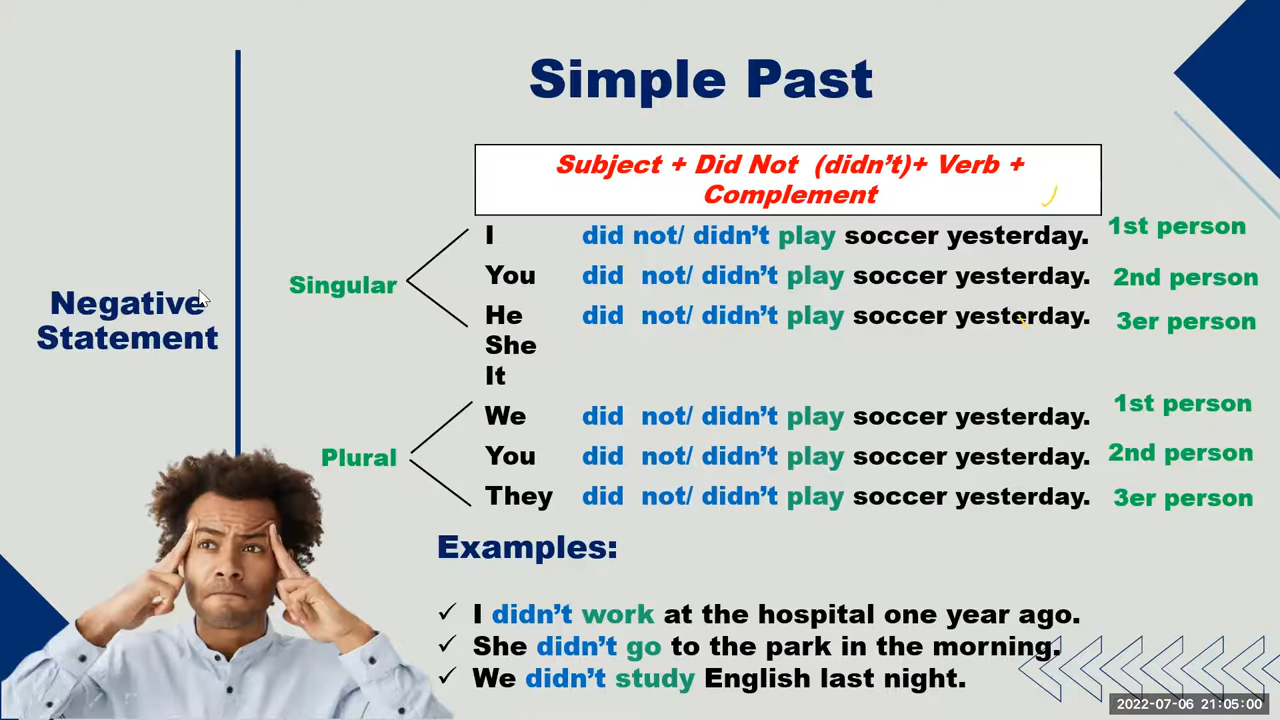 Simple Past
Subject + Did Not (didn't)+ Verb +
Complement
I did not/ didn't play soccer yesterday. 1st person
Singular
You did not/ didn't play soccer yesterday. 2nd person
He did not/ didn't play soccer yesterday. 3er person
She
It
Negative
Statement
We did not/ didn't play soccer yesterday. 1st person
Plural
You did not/ didn't play soccer yesterday. 2nd person
They did not/ didn't play soccer yesterday. 3er person
Examples:
✓ I didn't work at the hospital one year ago.
✓ She didn't go to the park in the morning.
✓ We didn't study English last night.
2022-07-06 21:05:00